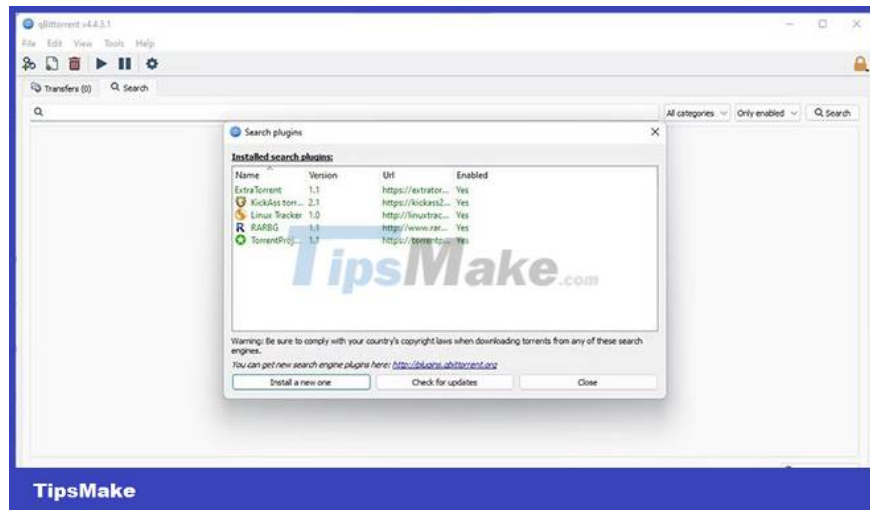 qBittorrent v4.4.3.1
File Edit View Tools Help
Transfers (0) Search
All categories Only enabled Search
Search plugins
Installed search plugins:
Name Version Url Enabled
ExtraTorrent 1.1 https://extrator... Yes
KickAss torr... 2.1 https://kickass2... Yes
Linux Tracker 1.0 http://linuxtrac... Yes
RARBG 1.1 http://www.rar... Yes
TorrentProj... 1.1 https://torrentp... Yes
TipsMake.com
Warning: Be sure to comply with your country's copyright laws when downloading torrents from any of these search
engines.
You can get new search engine plugins here: http://plugins.qbittorrent.org
Install a new one Check for updates Close
TipsMake